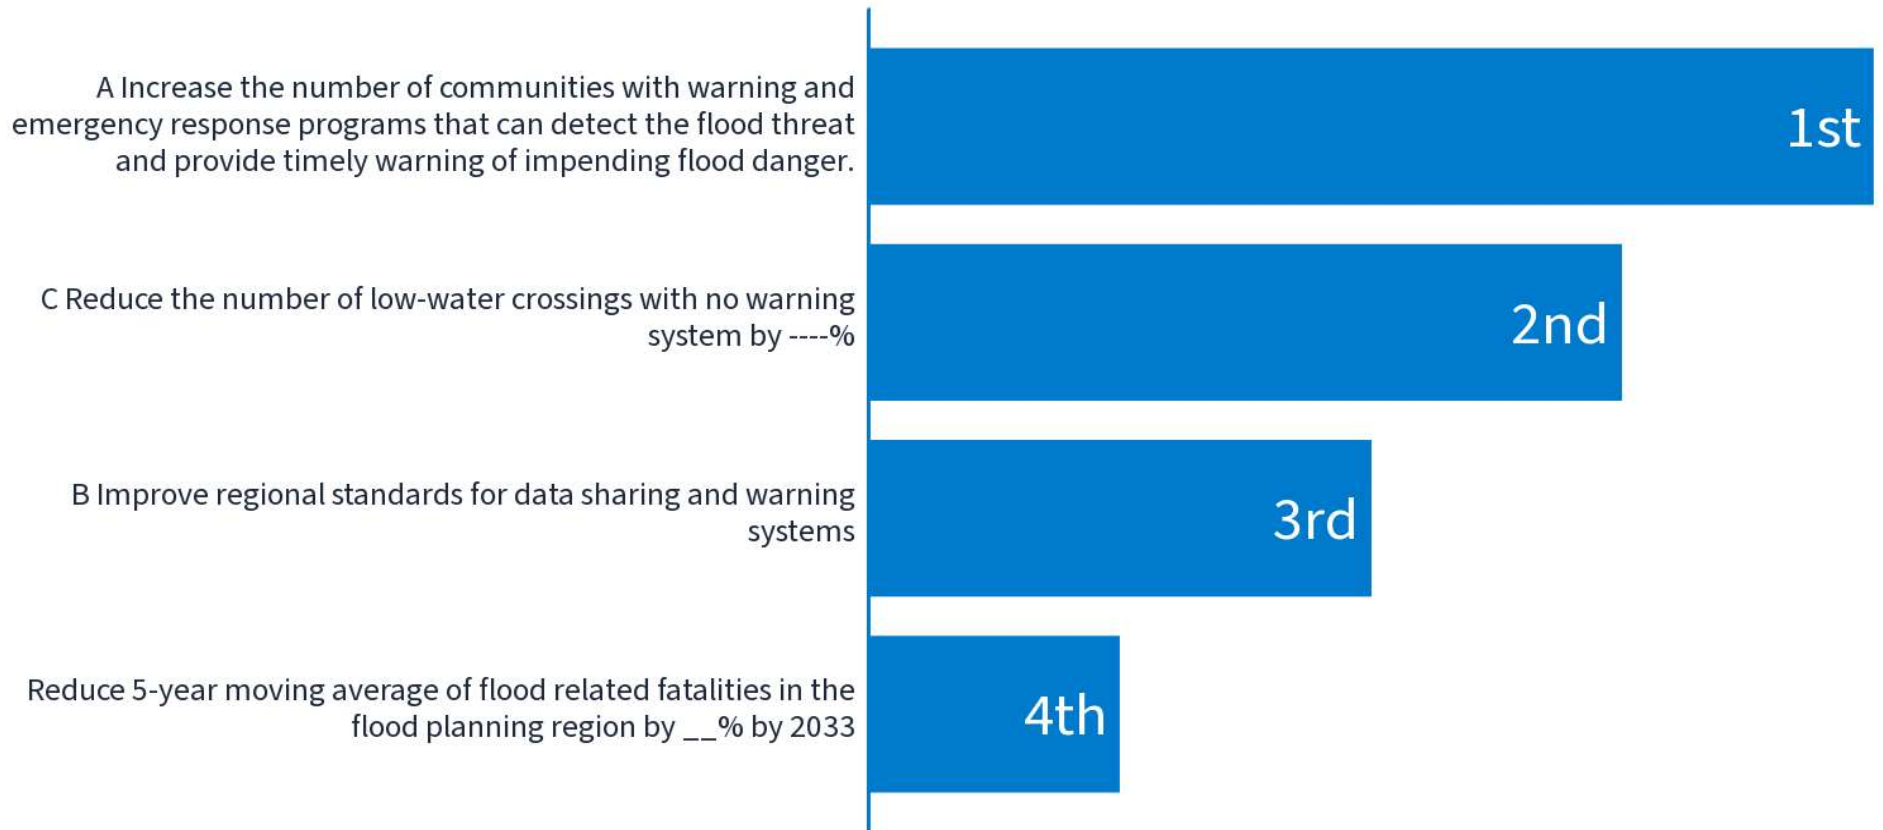 A Increase the number of communities with warning and
emergency response programs that can detect the flood threat
and provide timely warning of impending flood danger.
1st
C Reduce the number of low-water crossings with no warning
system by ----%
2nd
B Improve regional standards for data sharing and warning
systems
3rd
Reduce 5-year moving average of flood related fatalities in the
flood planning region by __% by 2033
4th